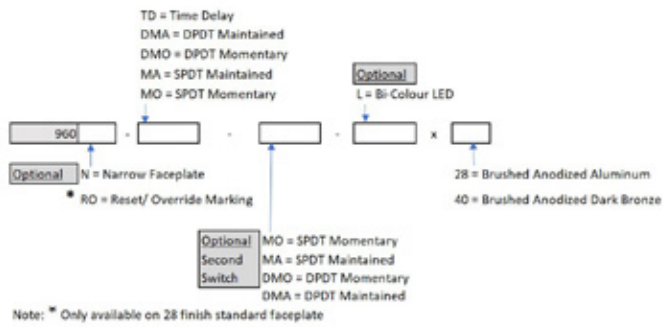 TD = Time Delay
DMA = DPDT Maintained
DMO = DPDT Momentary
MA = SPDT Maintained
MO = SPDT Momentary
Optional
L = Bi-Colour LED
960 - - - x
Optional N = Narrow Faceplate
* RO = Reset/ Override Marking
28 = Brushed Anodized Aluminum
40 = Brushed Anodized Dark Bronze
Optional MO = SPDT Momentary
Second MA = SPDT Maintained
Switch DMO = DPDT Momentary
DMA = DPDT Maintained
Note: * Only available on 28 finish standard faceplate